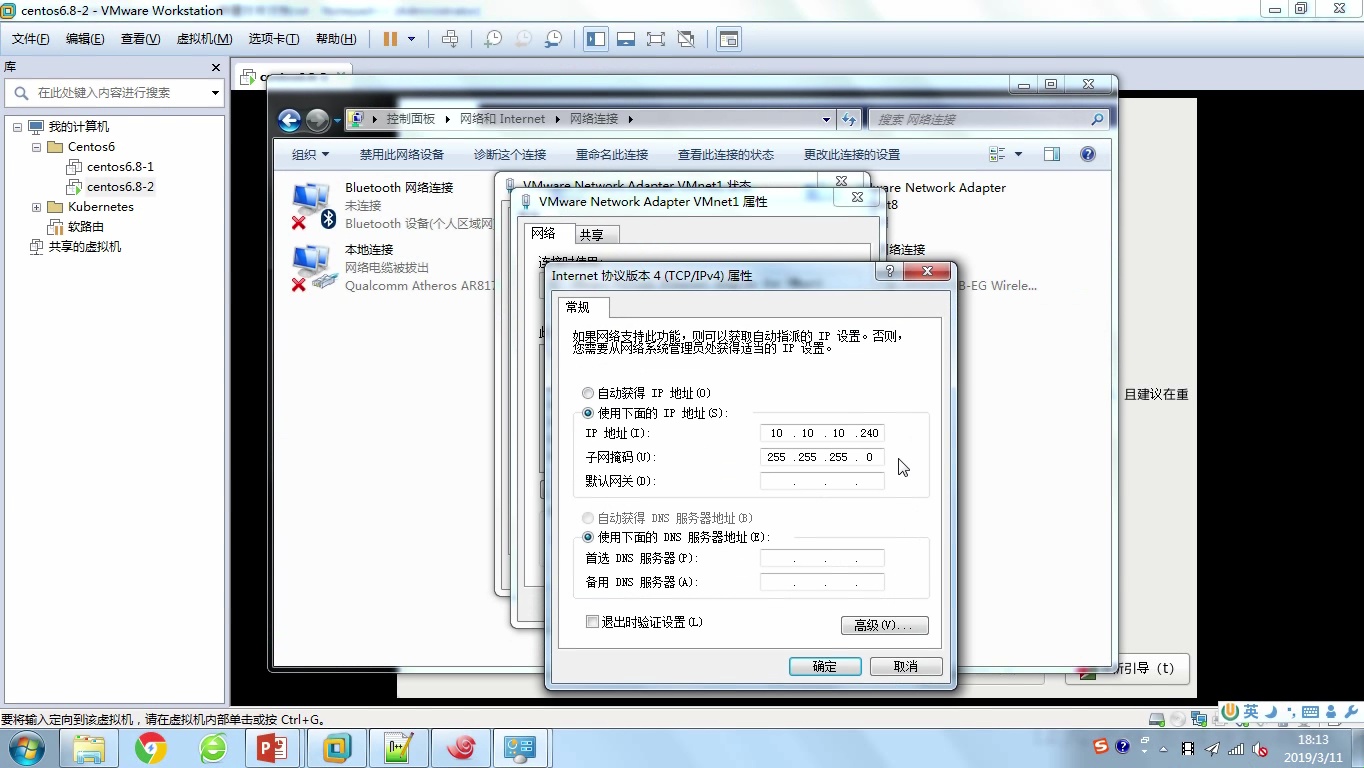 centos6.8-2 - VMware Workstation
文件(F) 编辑(E) 查看(V) 虚拟机(M) 选项卡(T) 帮助(H)
库
在此处键入内容进行搜索
我的计算机
Centos6
centos6.8-1
centos6.8-2
Kubernetes
软路由
共享的虚拟机
控制面板 网络和 Internet 网络连接
搜索 网络连接
组织 禁用此网络设备 诊断这个连接 重命名此连接 查看此连接的状态 更改此连接的设置
Bluetooth 网络连接
未连接
Bluetooth 设备(个人区域网
本地连接
网络电缆被拔出
Qualcomm Atheros AR81
VMware Network Adapter VMnet1 状态
ware Network Adapter
t8
络连接
B-EG Wirele...
VMware Network Adapter VMnet1 属性
网络 共享
连接时使用:
Internet 协议版本 4 (TCP/IPv4) 属性
常规
如果网络支持此功能，则可以获取自动指派的 IP 设置。否则，
您需要从网络系统管理员处获得适当的 IP 设置。
自动获得 IP 地址(O)
使用下面的 IP 地址(S):
IP 地址(I): 10 . 10 . 10 .240
子网掩码(U): 255 .255 .255 . 0
默认网关(D): . . .
自动获得 DNS 服务器地址(B)
使用下面的 DNS 服务器地址(E):
首选 DNS 服务器(P): . . .
备用 DNS 服务器(A): . . .
退出时验证设置(L)
高级(V)...
确定 取消
且建议在重
新引导（t）
要将输入定向到该虚拟机，请在虚拟机内部单击或按 Ctrl+G。
英
18:13
2019/3/11